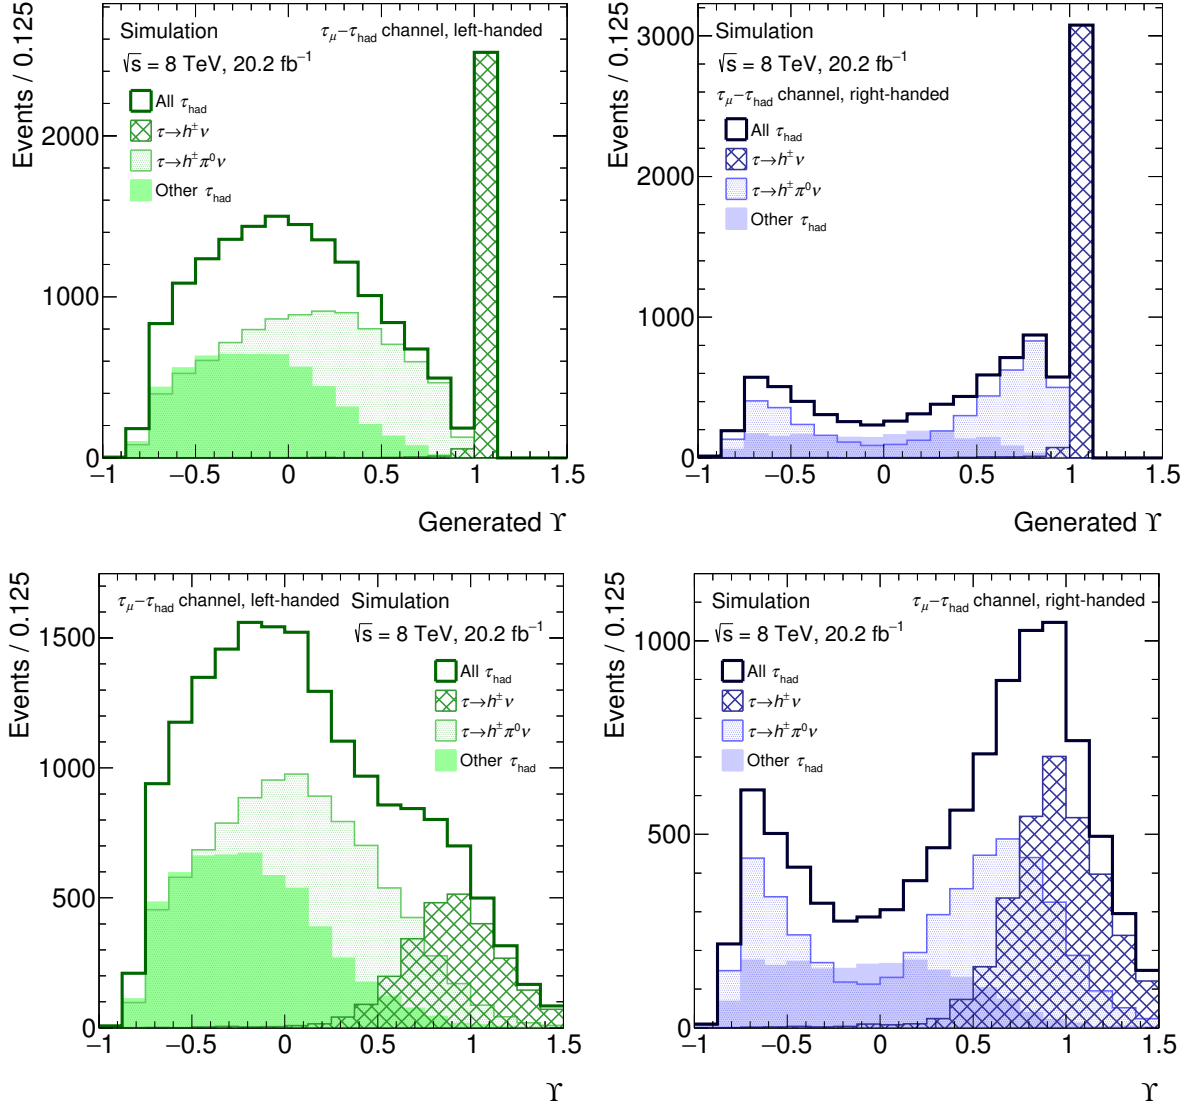 Events / 0.125
Simulation
τμ−τhad channel, left-handed
√s = 8 TeV, 20.2 fb−1
All τhad
τ→h±ν
τ→h±π0ν
Other τhad
2000
1000
0
−1 −0.5 0 0.5 1 1.5
Generated ϒ
Events / 0.125
Simulation
√s = 8 TeV, 20.2 fb−1
τμ−τhad channel, right-handed
All τhad
τ→h±ν
τ→h±π0ν
Other τhad
3000
2000
1000
0
−1 −0.5 0 0.5 1 1.5
Generated ϒ
Events / 0.125
τμ−τhad channel, left-handed
Simulation
√s = 8 TeV, 20.2 fb−1
All τhad
τ→h±ν
τ→h±π0ν
Other τhad
1500
1000
500
0
−1 −0.5 0 0.5 1 1.5
ϒ
Events / 0.125
Simulation
τμ−τhad channel, right-handed
√s = 8 TeV, 20.2 fb−1
All τhad
τ→h±ν
τ→h±π0ν
Other τhad
1000
500
0
−1 −0.5 0 0.5 1 1.5
ϒ